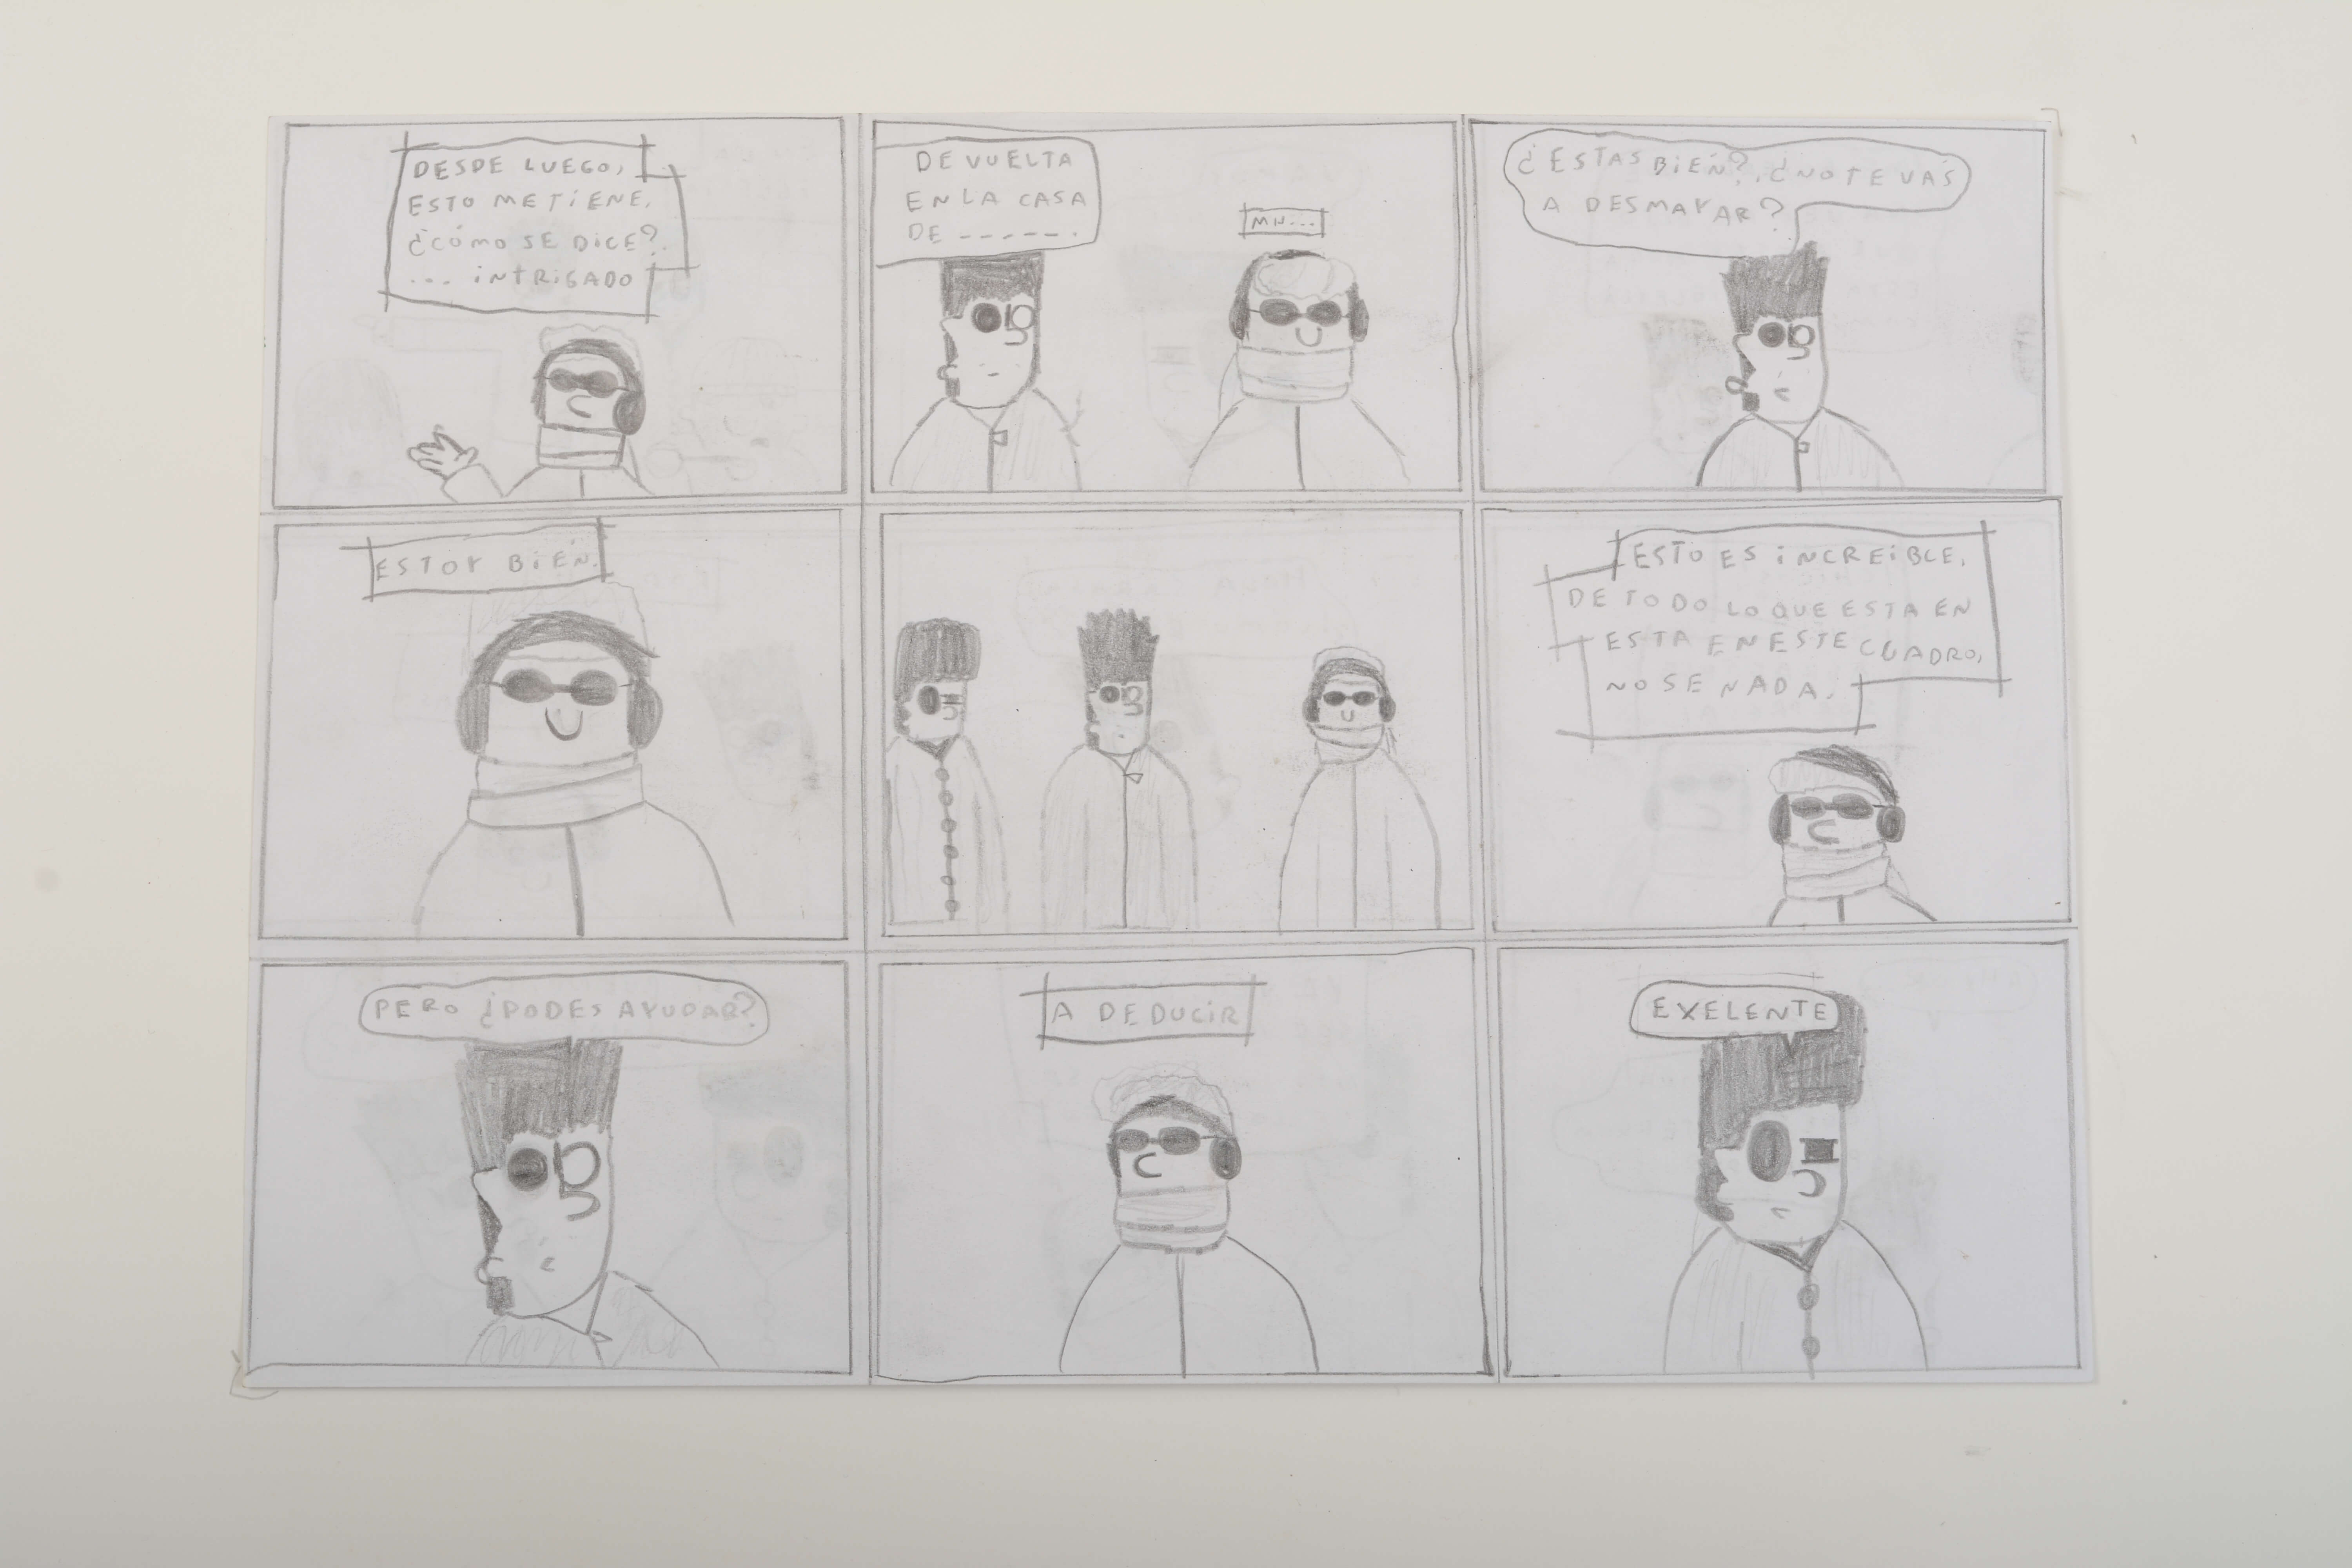 DESDE LUEGO,
ESTO ME TIENE.
¿CÓMO SE DICE?.
... INTRIGADO
DE VUELTA
EN LA CASA
DE -----.
MN...
¿ESTAS BIEN?, ¿NO TE VAS
A DESMAYAR?
ESTOY BIEN.
ESTO ES INCREIBLE,
DE TODO LO QUE ESTA EN
ESTA EN ESTE CUADRO,
NO SE NADA.
PERO ¿PODES AYUDAR?
A DEDUCIR
EXELENTE